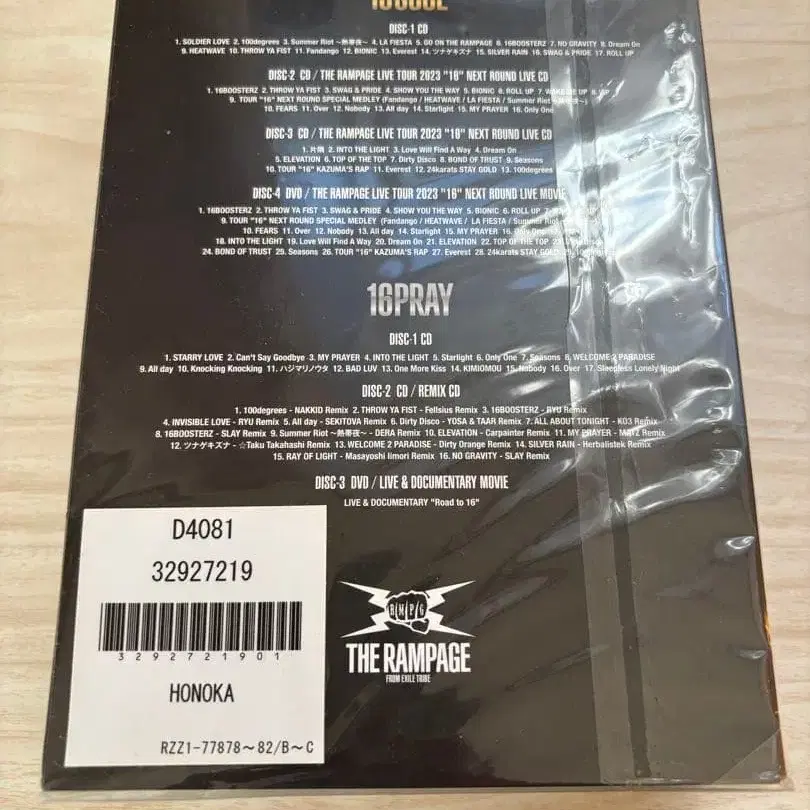 16SOUL
DISC-1 CD
1. SOLDIER LOVE 2. 100degrees 3. Summer Riot ～熱帯夜～ 4. LA FIESTA 5. GO ON THE RAMPAGE 6. 16BOOSTERZ 7. NO GRAVITY 8. Dream On
9. HEATWAVE 10. THROW YA FIST 11. Fandango 12. BIONIC 13. Everest 14. ツナゲキズナ 15. SILVER RAIN 16. SWAG & PRIDE 17. ROLL UP
DISC-2 CD / THE RAMPAGE LIVE TOUR 2023 "16" NEXT ROUND LIVE CD
1. 16BOOSTERZ 2. THROW YA FIST 3. SWAG & PRIDE 4. SHOW YOU THE WAY 5. BIONIC 6. ROLL UP 7. UP 8.
9. TOUR "16" NEXT ROUND SPECIAL MEDLEY (Fandango / HEATWAVE / LA FIESTA / Summer Riot ～熱帯夜～)
10. FEARS 11. Over 12. Nobody 13. All day 14. Starlight 15. MY PRAYER 16. Only One
DISC-3 CD / THE RAMPAGE LIVE TOUR 2023 "16" NEXT ROUND LIVE CD
1. 片隅 2. INTO THE LIGHT 3. Love Will Find A Way 4. Dream On
5. ELEVATION 6. TOP OF THE TOP 7. Dirty Disco 8. BOND OF TRUST 9. Seasons
10. TOUR "16" KAZUMA'S RAP 11. Everest 12. 24karats STAY GOLD 13. 100degrees
DISC-4 DVD / THE RAMPAGE LIVE TOUR 2023 "16" NEXT ROUND LIVE MOVIE
1. 16BOOSTERZ 2. THROW YA FIST 3. SWAG & PRIDE 4. SHOW YOU THE WAY 5. BIONIC 6. ROLL UP 7.
9. TOUR "16" NEXT ROUND SPECIAL MEDLEY (Fandango / HEATWAVE / LA FIESTA / Summer Riot
10. FEARS 11. Over 12. Nobody 13. All day 14. Starlight 15. MY PRAYER 16. Only One
18. INTO THE LIGHT 19. Love Will Find A Way 20. Dream On 21. ELEVATION 22. TOP OF THE TOP 23.
24. BOND OF TRUST 25. Seasons 26. TOUR "16" KAZUMA'S RAP 27. Everest 28. 24karats STAY GOLD 29.
16PRAY
DISC-1 CD
1. STARRY LOVE 2. Can't Say Goodbye 3. MY PRAYER 4. INTO THE LIGHT 5. Starlight 6. Only One 7. Seasons 8. WELCOME 2 PARADISE
9. All day 10. Knocking Knocking 11. ハジマリノウタ 12. BAD LUV 13. One More Kiss 14. KIMIOMOU 15. Nobody 16. Over 17. Sleepless Lonely Night
DISC-2 CD / REMIX CD
1. 100degrees - NAKKID Remix 2. THROW YA FIST - Fellsius Remix 3. 16BOOSTERZ - RYU Remix
4. INVISIBLE LOVE - RYU Remix 5. All day - SEKITOVA Remix 6. Dirty Disco - YOSA & TAAR Remix 7. ALL ABOUT TONIGHT - KO3 Remix
8. 16BOOSTERZ - SLAY Remix 9. Summer Riot ～熱帯夜～ - DERA Remix 10. ELEVATION - Carpainter Remix 11. MY PRAYER - MATZ Remix
12. ツナゲキズナ - ☆Taku Takahashi Remix 13. WELCOME 2 PARADISE - Dirty Orange Remix 14. SILVER RAIN - Herbalistek Remix
15. RAY OF LIGHT - Masayoshi Iimori Remix 16. NO GRAVITY - SLAY Remix
DISC-3 DVD / LIVE & DOCUMENTARY MOVIE
LIVE & DOCUMENTARY "Road to 16"
D4081
32927219
3292721901
HONOKA
RZZ1-77878～82/B～C
RMPG
THE RAMPAGE
FROM EXILE TRIBE